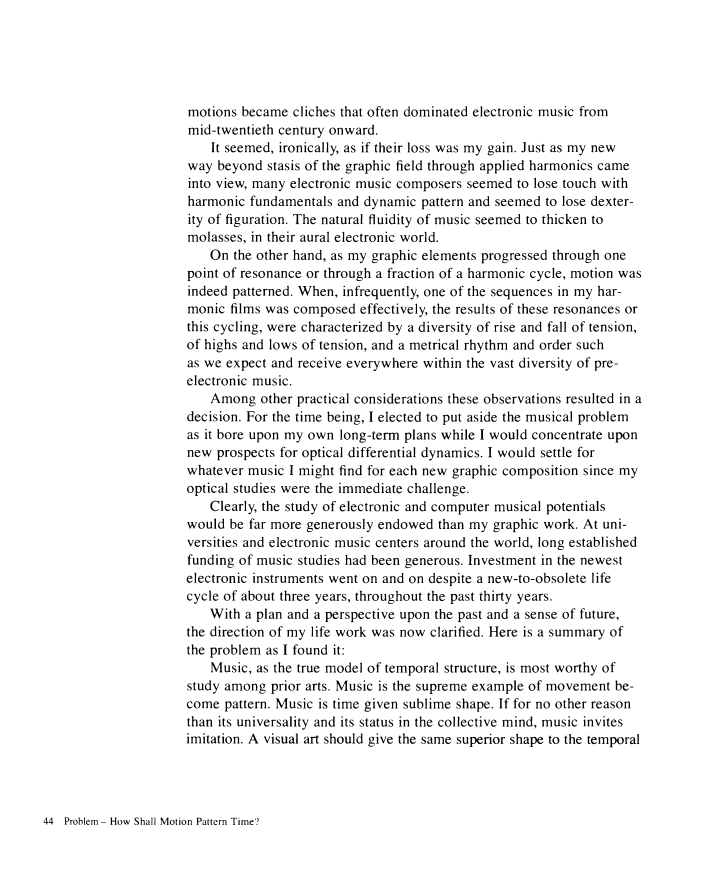 motions became cliches that often dominated electronic music from
mid-twentieth century onward.
It seemed, ironically, as if their loss was my gain. Just as my new
way beyond stasis of the graphic field through applied harmonics came
into view, many electronic music composers seemed to lose touch with
harmonic fundamentals and dynamic pattern and seemed to lose dexter-
ity of figuration. The natural fluidity of music seemed to thicken to
molasses, in their aural electronic world.
On the other hand, as my graphic elements progressed through one
point of resonance or through a fraction of a harmonic cycle, motion was
indeed patterned. When, infrequently, one of the sequences in my har-
monic films was composed effectively, the results of these resonances or
this cycling, were characterized by a diversity of rise and fall of tension,
of highs and lows of tension, and a metrical rhythm and order such
as we expect and receive everywhere within the vast diversity of pre-
electronic music.
Among other practical considerations these observations resulted in a
decision. For the time being, I elected to put aside the musical problem
as it bore upon my own long-term plans while I would concentrate upon
new prospects for optical differential dynamics. I would settle for
whatever music I might find for each new graphic composition since my
optical studies were the immediate challenge.
Clearly, the study of electronic and computer musical potentials
would be far more generously endowed than my graphic work. At uni-
versities and electronic music centers around the world, long established
funding of music studies had been generous. Investment in the newest
electronic instruments went on and on despite a new-to-obsolete life
cycle of about three years, throughout the past thirty years.
With a plan and a perspective upon the past and a sense of future,
the direction of my life work was now clarified. Here is a summary of
the problem as I found it:
Music, as the true model of temporal structure, is most worthy of
study among prior arts. Music is the supreme example of movement be-
come pattern. Music is time given sublime shape. If for no other reason
than its universality and its status in the collective mind, music invites
imitation. A visual art should give the same superior shape to the temporal
44 Problem – How Shall Motion Pattern Time?